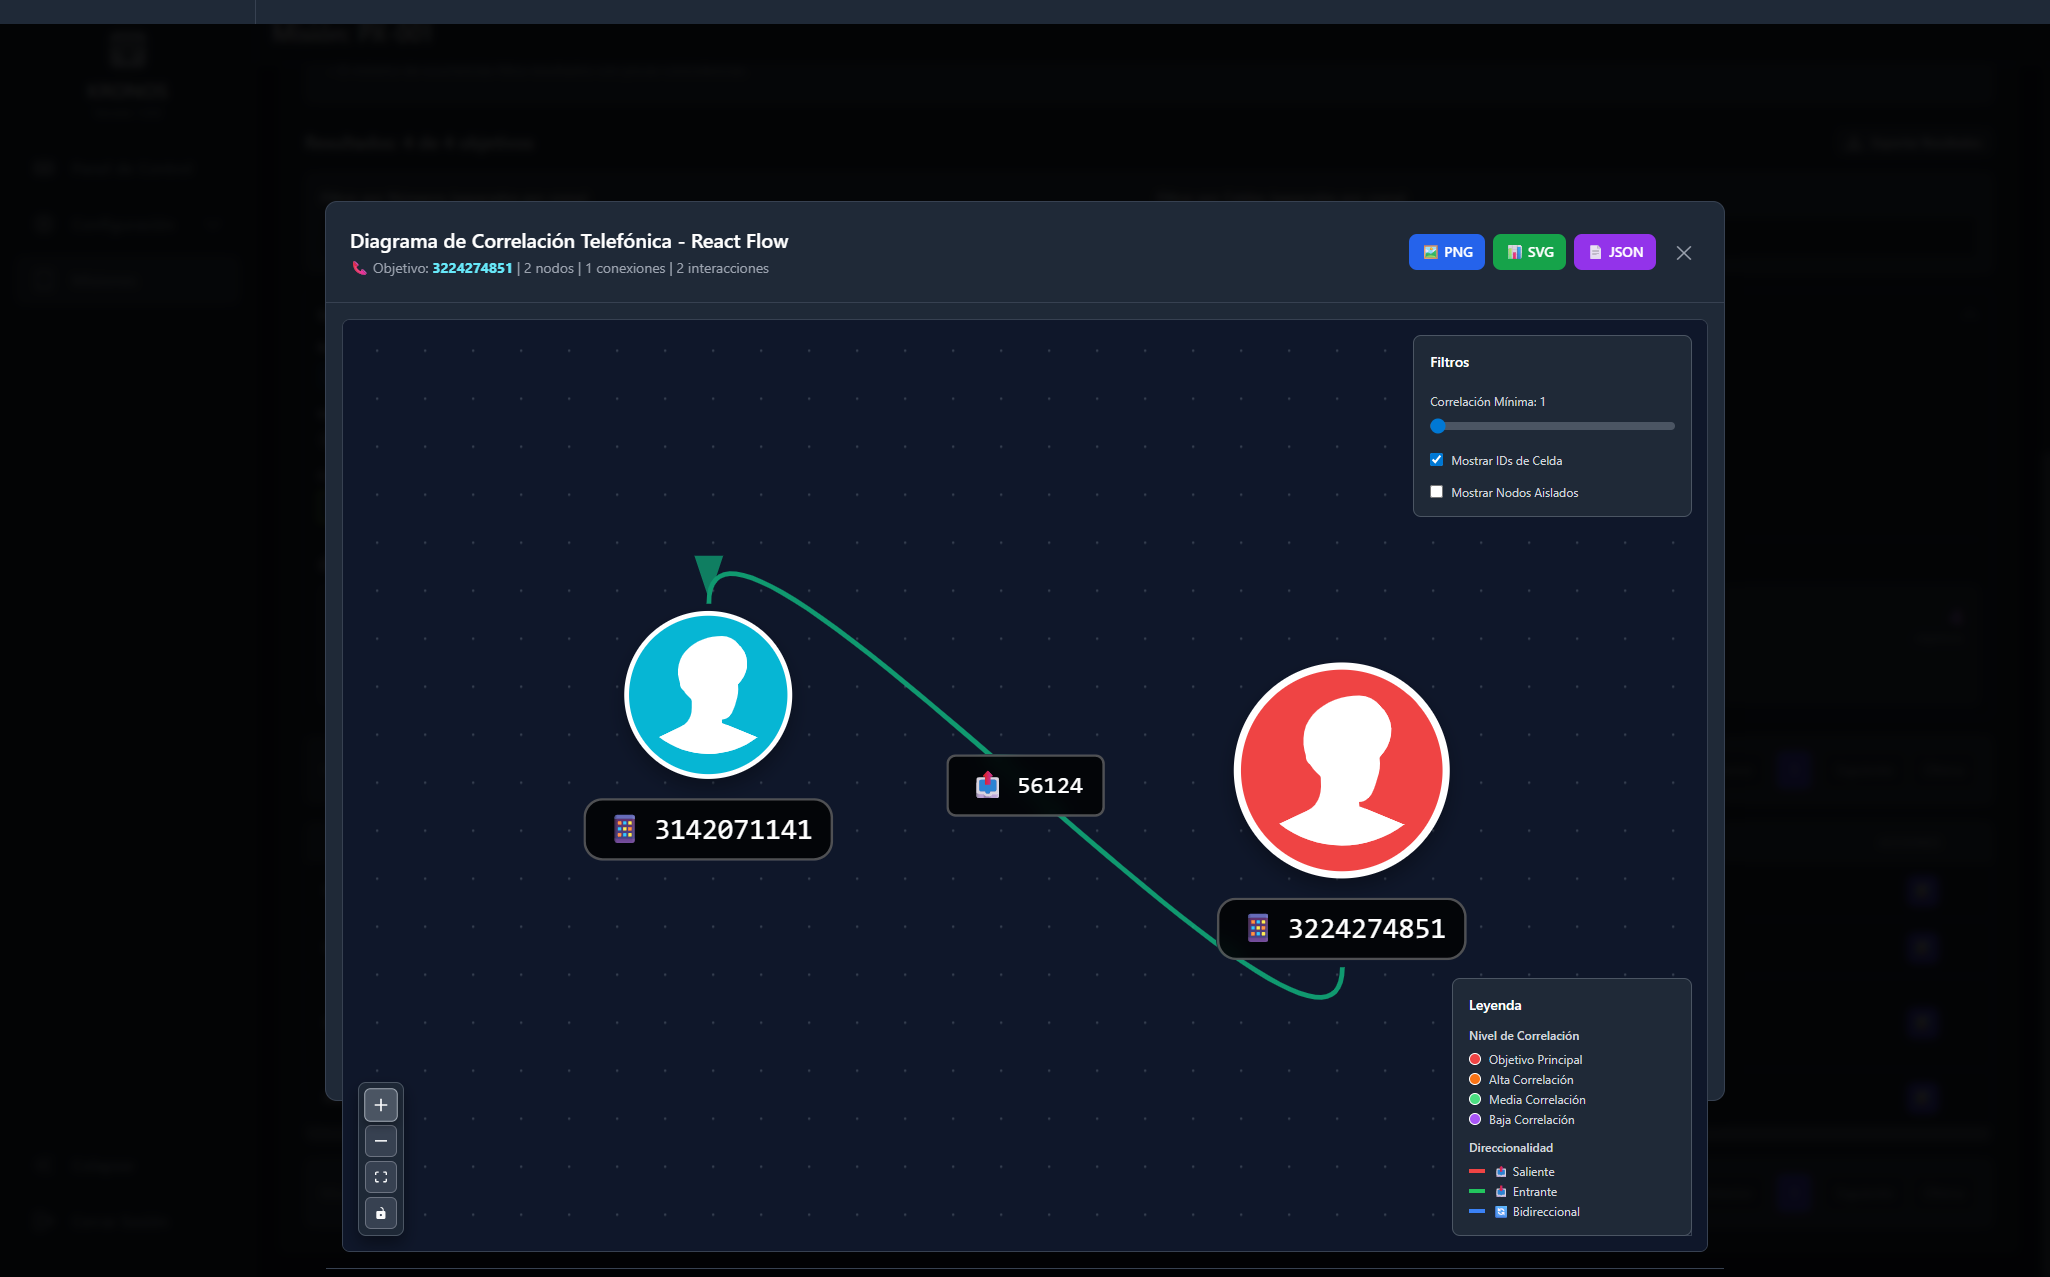 Diagrama de Correlación Telefónica - React Flow
Objetivo: 3224274851 | 2 nodos | 1 conexiones | 2 interacciones
PNG
SVG
JSON
Filtros
Correlación Mínima: 1
Mostrar IDs de Celda
Mostrar Nodos Aislados
56124
3142071141
3224274851
Leyenda
Nivel de Correlación
Objetivo Principal
Alta Correlación
Media Correlación
Baja Correlación
Direccionalidad
Saliente
Entrante
Bidireccional